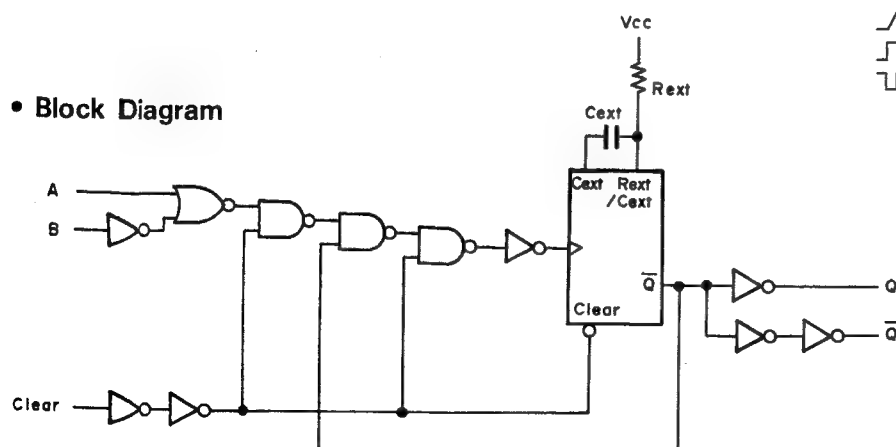 Vcc
Rext
• Block Diagram
Cext
A
Cext Rext
/Cext
B
Q̅
Q
Clear
Q̅
Clear